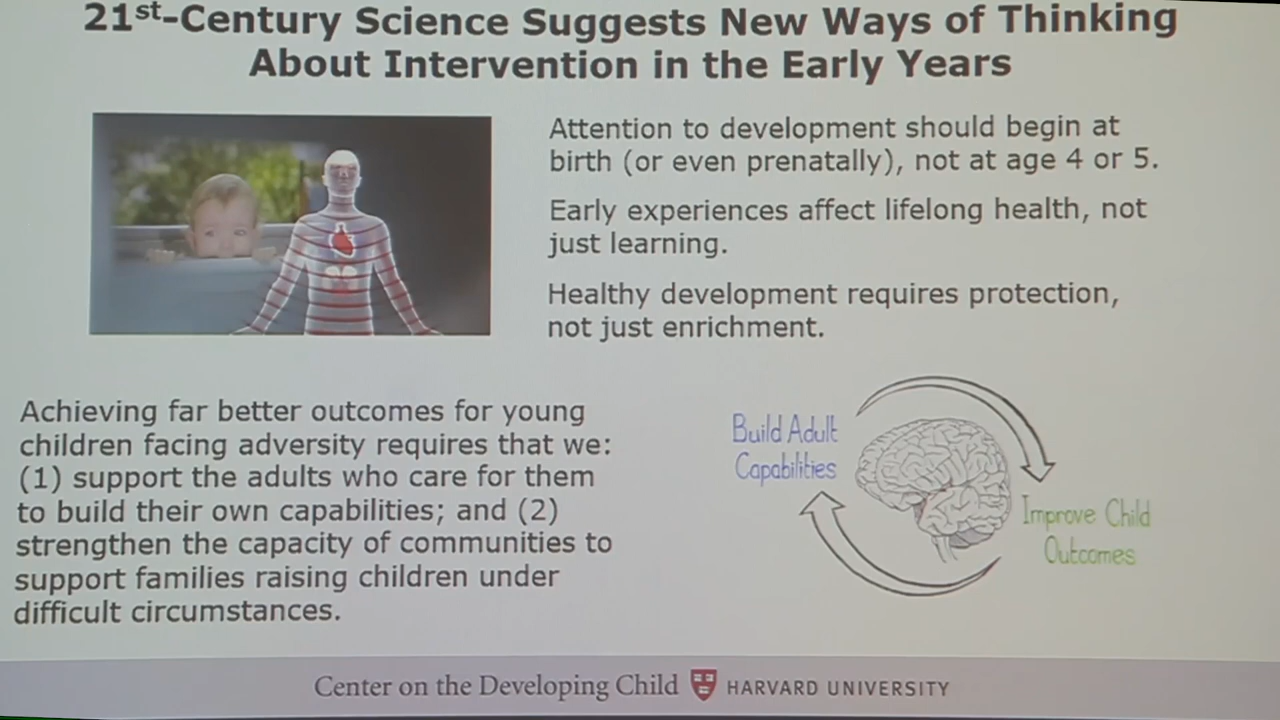 21st-Century Science Suggests New Ways of Thinking
About Intervention in the Early Years
Attention to development should begin at
birth (or even prenatally), not at age 4 or 5.
Early experiences affect lifelong health, not
just learning.
Healthy development requires protection,
not just enrichment.
Achieving far better outcomes for young
children facing adversity requires that we:
(1) support the adults who care for them
to build their own capabilities; and (2)
strengthen the capacity of communities to
support families raising children under
difficult circumstances.
Build Adult
Capabilities
Improve Child
Outcomes
Center on the Developing Child HARVARD UNIVERSITY